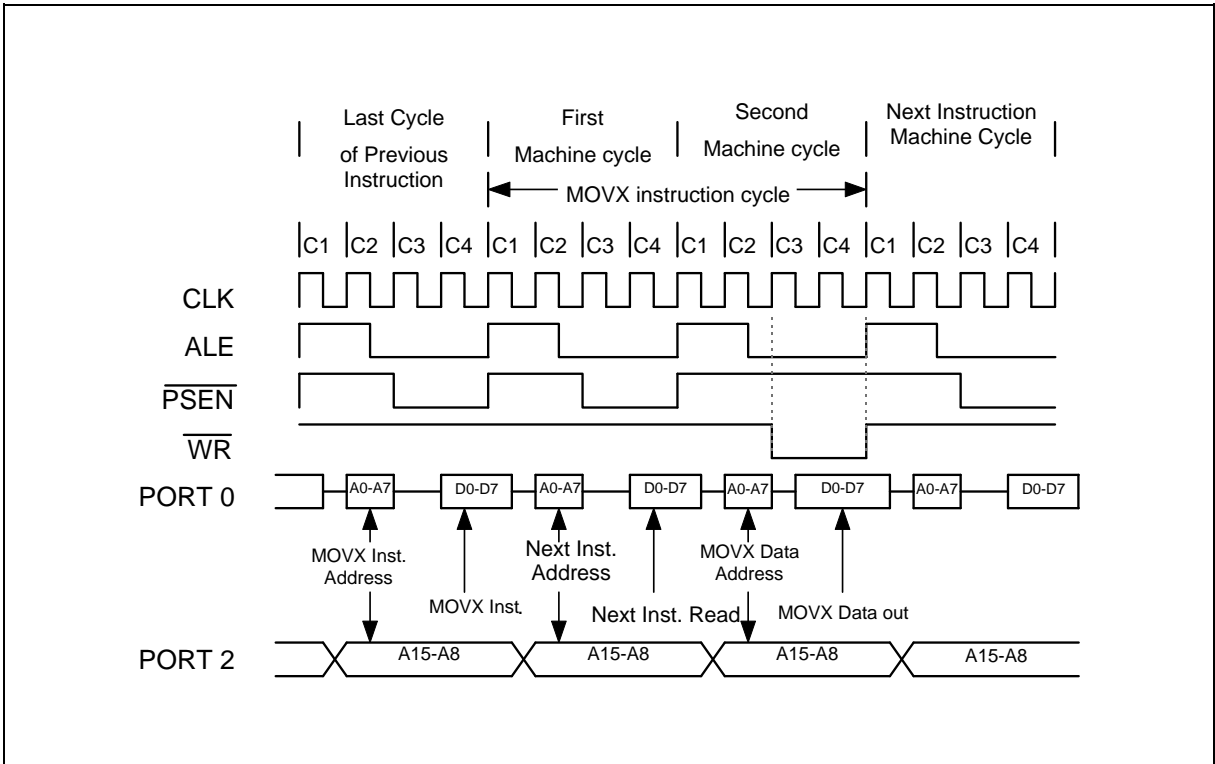 Last Cycle
of Previous
Instruction
First
Machine cycle
Second
Machine cycle
Next Instruction
Machine Cycle
MOVX instruction cycle
C1 C2 C3 C4 C1 C2 C3 C4 C1 C2 C3 C4 C1 C2 C3 C4
CLK
ALE
PSEN
WR
PORT 0
A0-A7 D0-D7 A0-A7 D0-D7 A0-A7 D0-D7 A0-A7 D0-D7
MOVX Inst.
Address
MOVX Inst.
Next Inst.
Address
Next Inst. Read
MOVX Data
Address
MOVX Data out
PORT 2
A15-A8 A15-A8 A15-A8 A15-A8